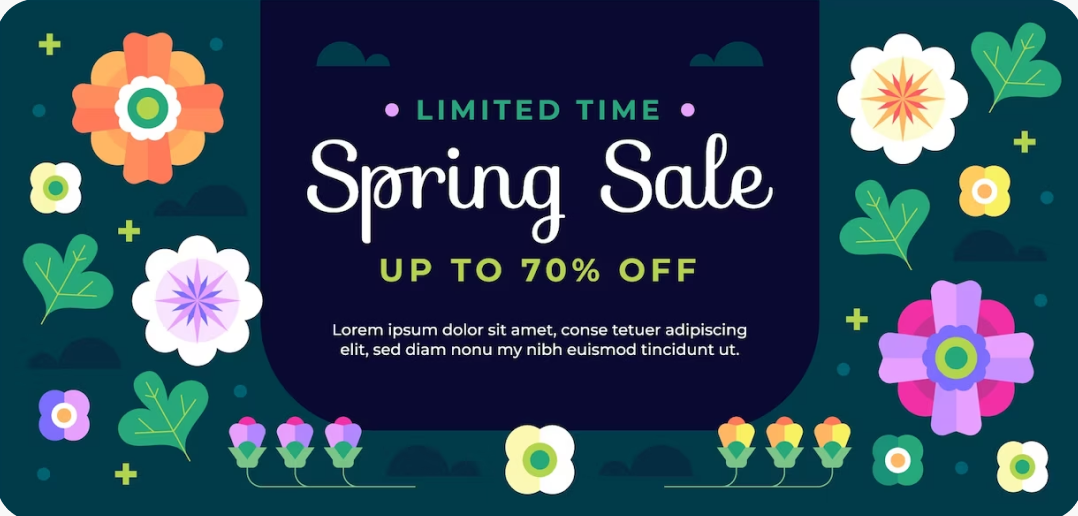 LIMITED TIME
Spring Sale
UP TO 70% OFF
Lorem ipsum dolor sit amet, conse tetuer adipiscing
elit, sed diam nonu my nibh euismod tincidunt ut.